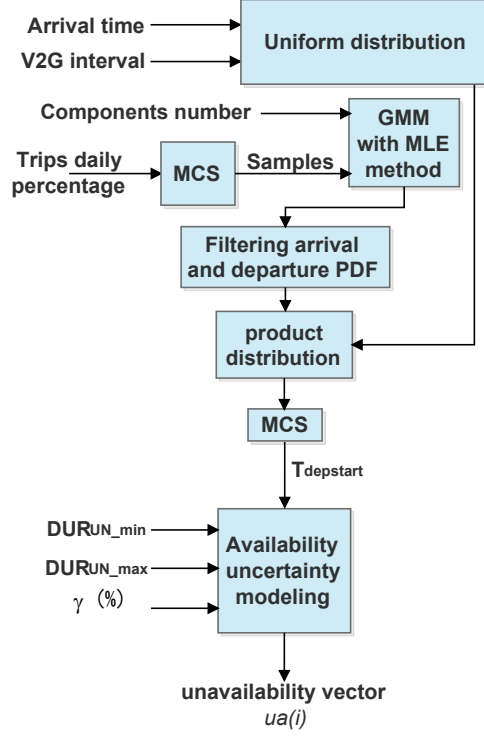 Arrival time
V2G interval
Uniform distribution
Components number
GMM
with MLE
method
Trips daily
percentage
MCS
Samples
Filtering arrival
and departure PDF
product
distribution
MCS
Tdepstart
DURUN_min
DURUN_max
γ (%)
Availability
uncertainty
modeling
unavailability vector
ua(i)